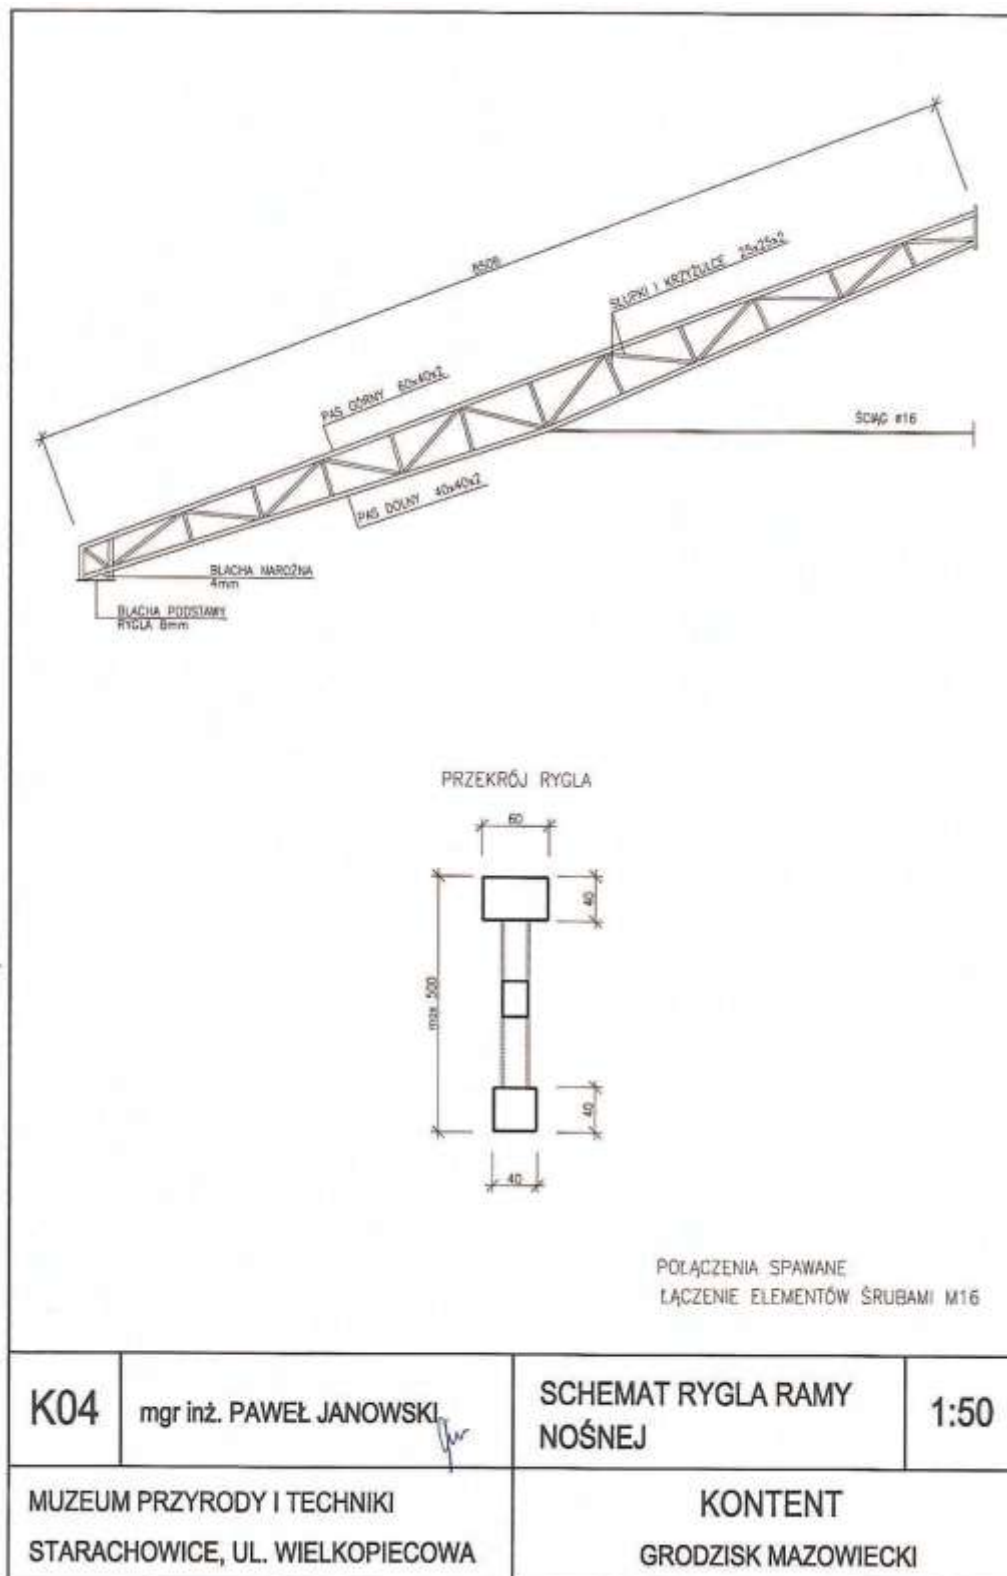 SŁUPKI I KRZYŻULCE 25x25x2
PAS GÓRNY 60x40x2
ŚCIĄG #16
PAS DOLNY 40x40x2
BLACHA NAROŻNA
4mm
BLACHA PODSTAWY
RYGLA 8mm
PRZEKRÓJ RYGLA
60
40
max 500
40
40
POŁĄCZENIA SPAWANE
ŁĄCZENIE ELEMENTÓW ŚRUBAMI M16
K04
mgr inż. PAWEŁ JANOWSKI
SCHEMAT RYGLA RAMY
NOŚNEJ
1:50
MUZEUM PRZYRODY I TECHNIKI
STARACHOWICE, UL. WIELKOPIECOWA
KONTENT
GRODZISK MAZOWIECKI